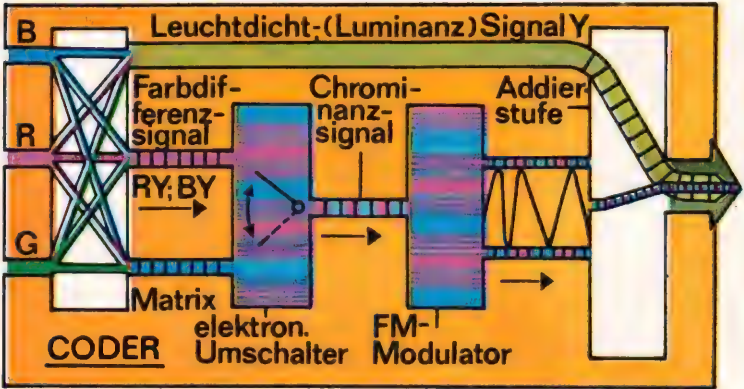 B
Leuchtdicht-(Luminanz)Signal Y
Farbdif-
ferenz-
signal
Chromi-
nanz-
signal
Addier-
stufe
R
RY; BY
G
Matrix
elektron.
Umschalter
FM-
Modulator
CODER